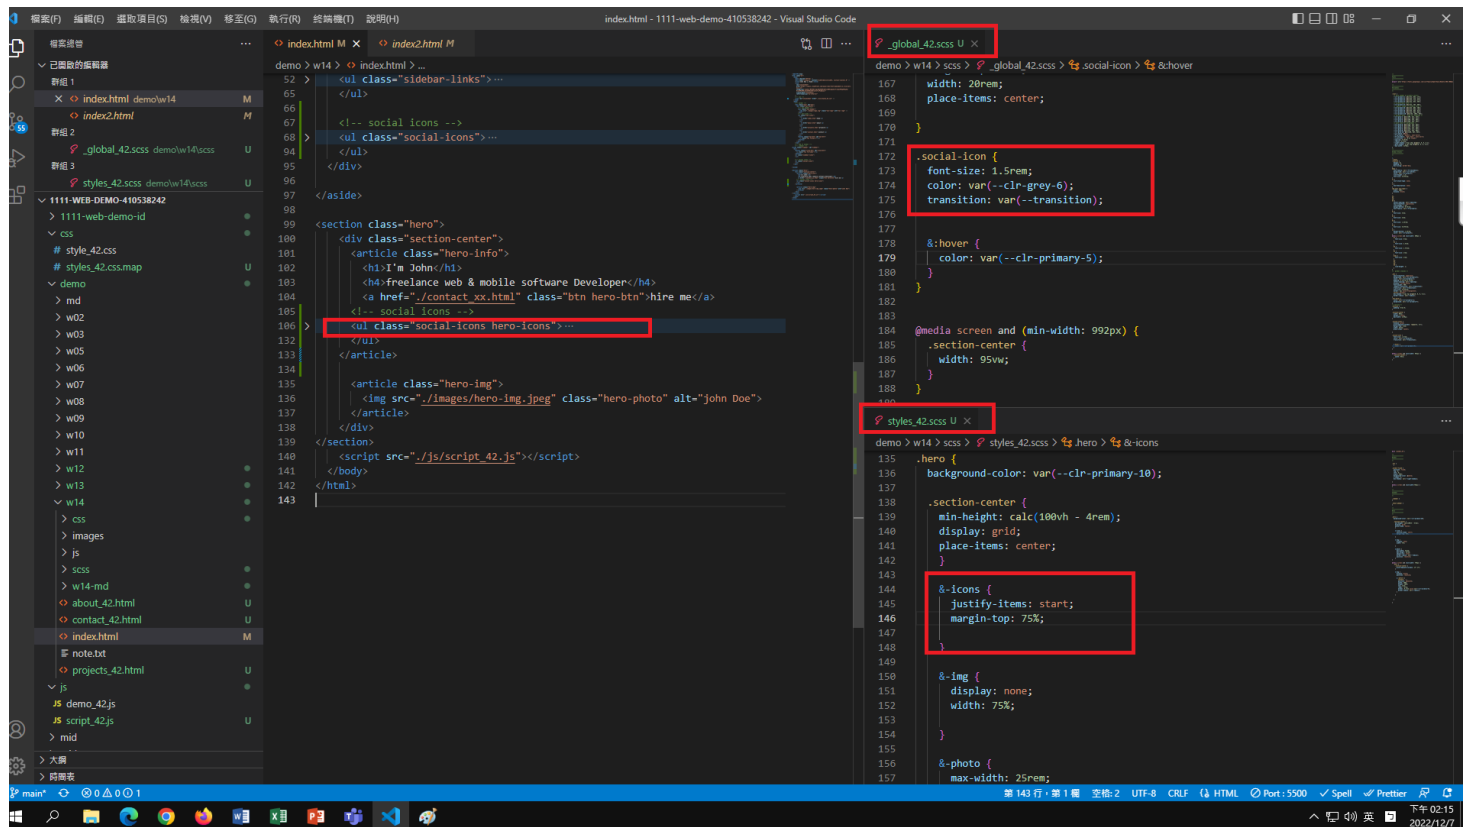 檔案(F) 編輯(E) 選取項目(S) 檢視(V) 移至(G) 執行(R) 終端機(T) 說明(H)
index.html - 1111-web-demo-410538242 - Visual Studio Code
檔案總管 ···
已開啟的編輯器
群組 1
index.html demo\w14 M
index2.html M
群組 2
_global_42.scss demo\w14\scss U
群組 3
styles_42.scss demo\w14\scss U
1111-WEB-DEMO-410538242
1111-web-demo-id
css
# style_42.css
# styles_42.css.map U
demo
md
w02
w03
w05
w06
w07
w08
w09
w10
w11
w12
w13
w14
css
images
js
scss
w14-md
about_42.html U
contact_42.html U
index.html M
note.txt
projects_42.html U
js
JS demo_42.js
JS script_42.js U
mid
大綱
時間表
55
index.html M
index2.html M
demo > w14 > index.html > ...
52 <ul class="sidebar-links">···
65 </ul>
66
67 <!-- social icons -->
68 <ul class="social-icons">···
94 </ul>
95 </div>
96
97 </aside>
98
99 <section class="hero">
100 <div class="section-center">
101 <article class="hero-info">
102 <h1>I'm John</h1>
103 <h4>freelance web & mobile software Developer</h4>
104 <a href="./contact_xx.html" class="btn hero-btn">hire me</a>
105 <!-- social icons -->
106 <ul class="social-icons hero-icons">···
132 </ul>
133 </article>
134
135 <article class="hero-img">
136 <img src="./images/hero-img.jpeg" class="hero-photo" alt="john Doe">
137 </article>
138 </div>
139 </section>
140 <script src="./js/script_42.js"></script>
141 </body>
142 </html>
143
_global_42.scss U
demo > w14 > scss > _global_42.scss > .social-icon > &:hover
167 width: 20rem;
168 place-items: center;
169
170 }
171
172 .social-icon {
173 font-size: 1.5rem;
174 color: var(--clr-grey-6);
175 transition: var(--transition);
176
177
178 &:hover {
179 color: var(--clr-primary-5);
180 }
181 }
182
183
184 @media screen and (min-width: 992px) {
185 .section-center {
186 width: 95vw;
187 }
188 }
189
styles_42.scss U
demo > w14 > scss > styles_42.scss > .hero > &-icons
135 .hero {
136 background-color: var(--clr-primary-10);
137
138 .section-center {
139 min-height: calc(100vh - 4rem);
140 display: grid;
141 place-items: center;
142 }
143
144 &-icons {
145 justify-items: start;
146 margin-top: 75%;
147
148 }
149
150 &-img {
151 display: none;
152 width: 75%;
153
154 }
155
156 &-photo {
157 max-width: 25rem;
main* 0 0 1
第 143 行，第 1 欄 空格: 2 UTF-8 CRLF HTML Port : 5500 Spell Prettier
英
下午 02:15
2022/12/7